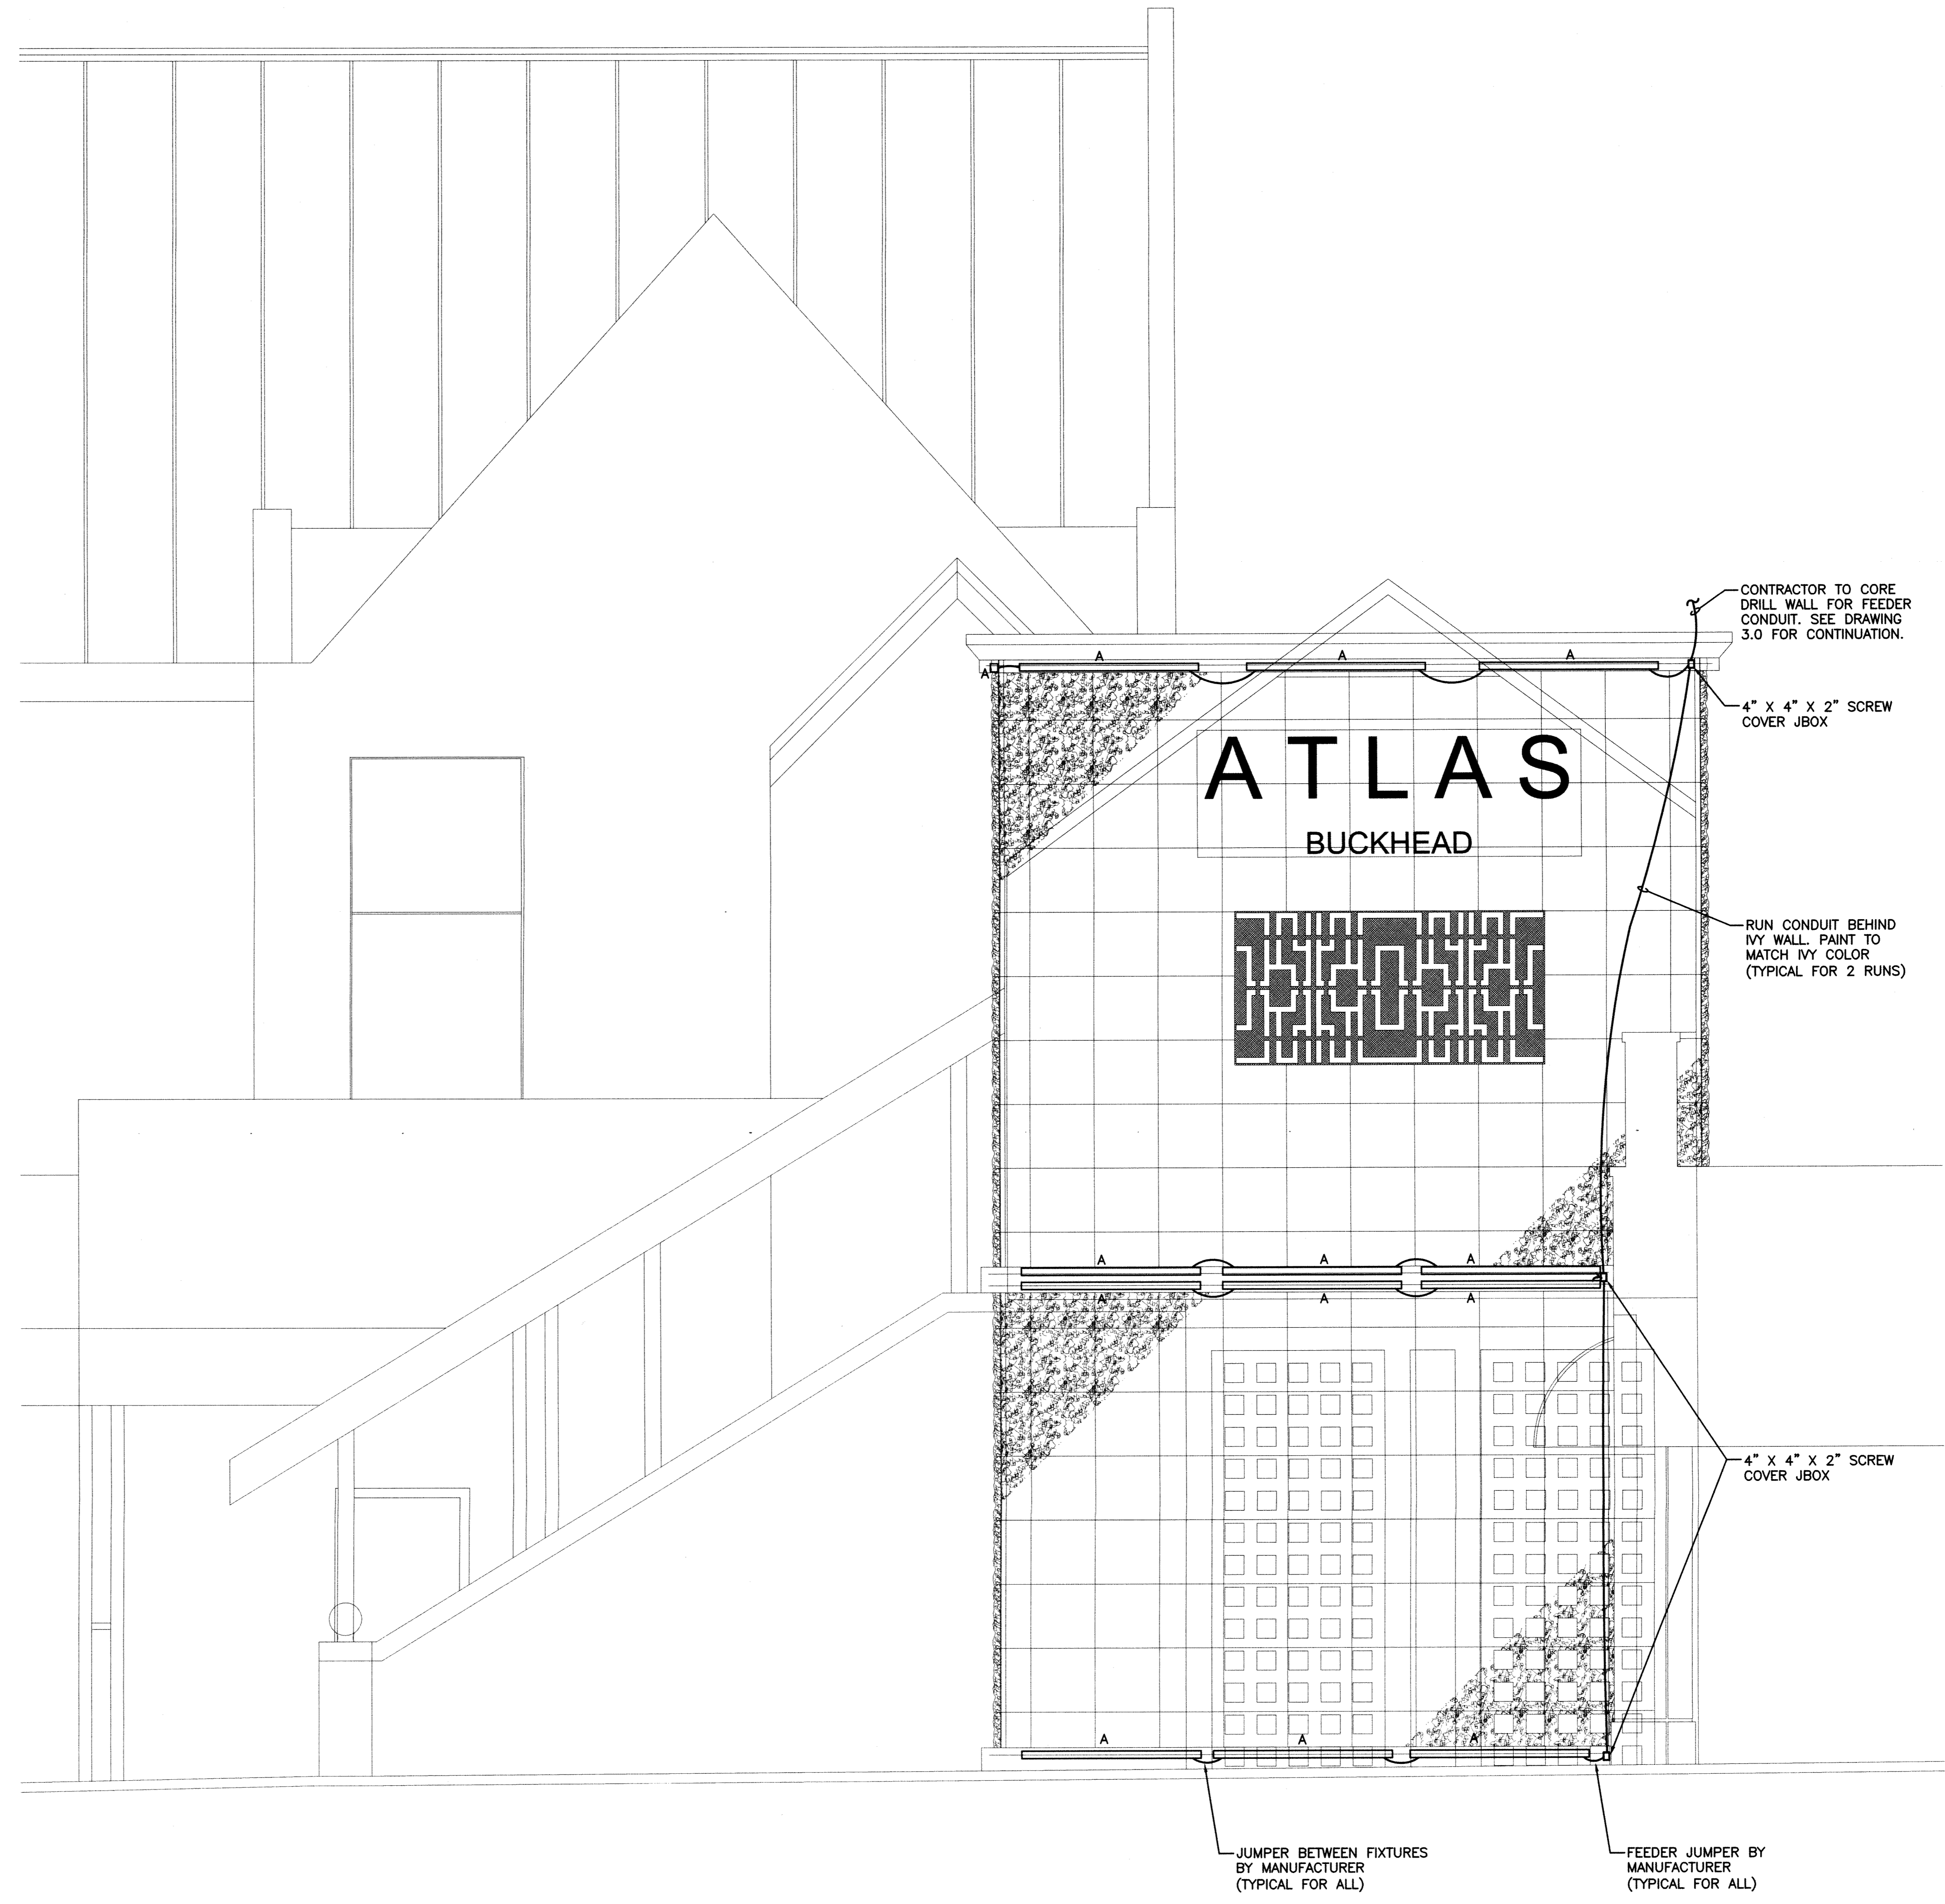 CONTRACTOR TO CORE
DRILL WALL FOR FEEDER
CONDUIT. SEE DRAWING
3.0 FOR CONTINUATION.
A A A
A
4" X 4" X 2" SCREW
COVER JBOX
ATLAS
BUCKHEAD
RUN CONDUIT BEHIND
IVY WALL. PAINT TO
MATCH IVY COLOR
(TYPICAL FOR 2 RUNS)
A A A
A A A
4" X 4" X 2" SCREW
COVER JBOX
A A A
JUMPER BETWEEN FIXTURES
BY MANUFACTURER
(TYPICAL FOR ALL)
FEEDER JUMPER BY
MANUFACTURER
(TYPICAL FOR ALL)